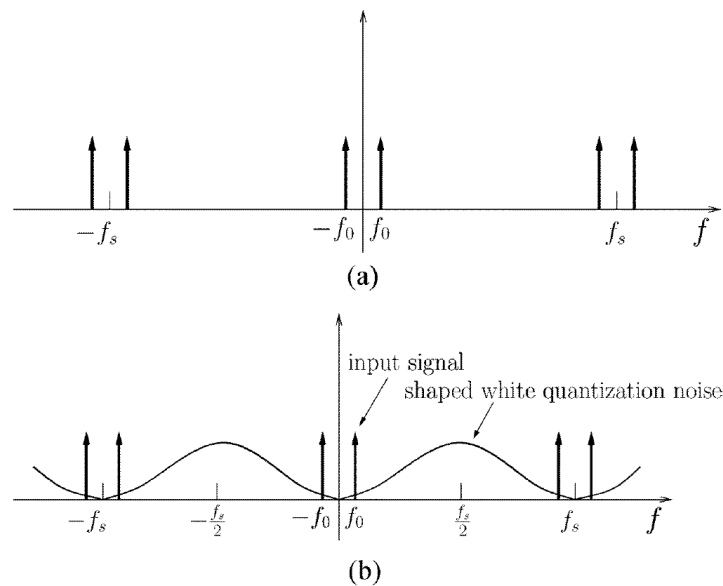 −f_s −f_0 f_0 f_s f
(a)
input signal
shaped white quantization noise
−f_s −f_s/2 −f_0 f_0 f_s/2 f_s f
(b)